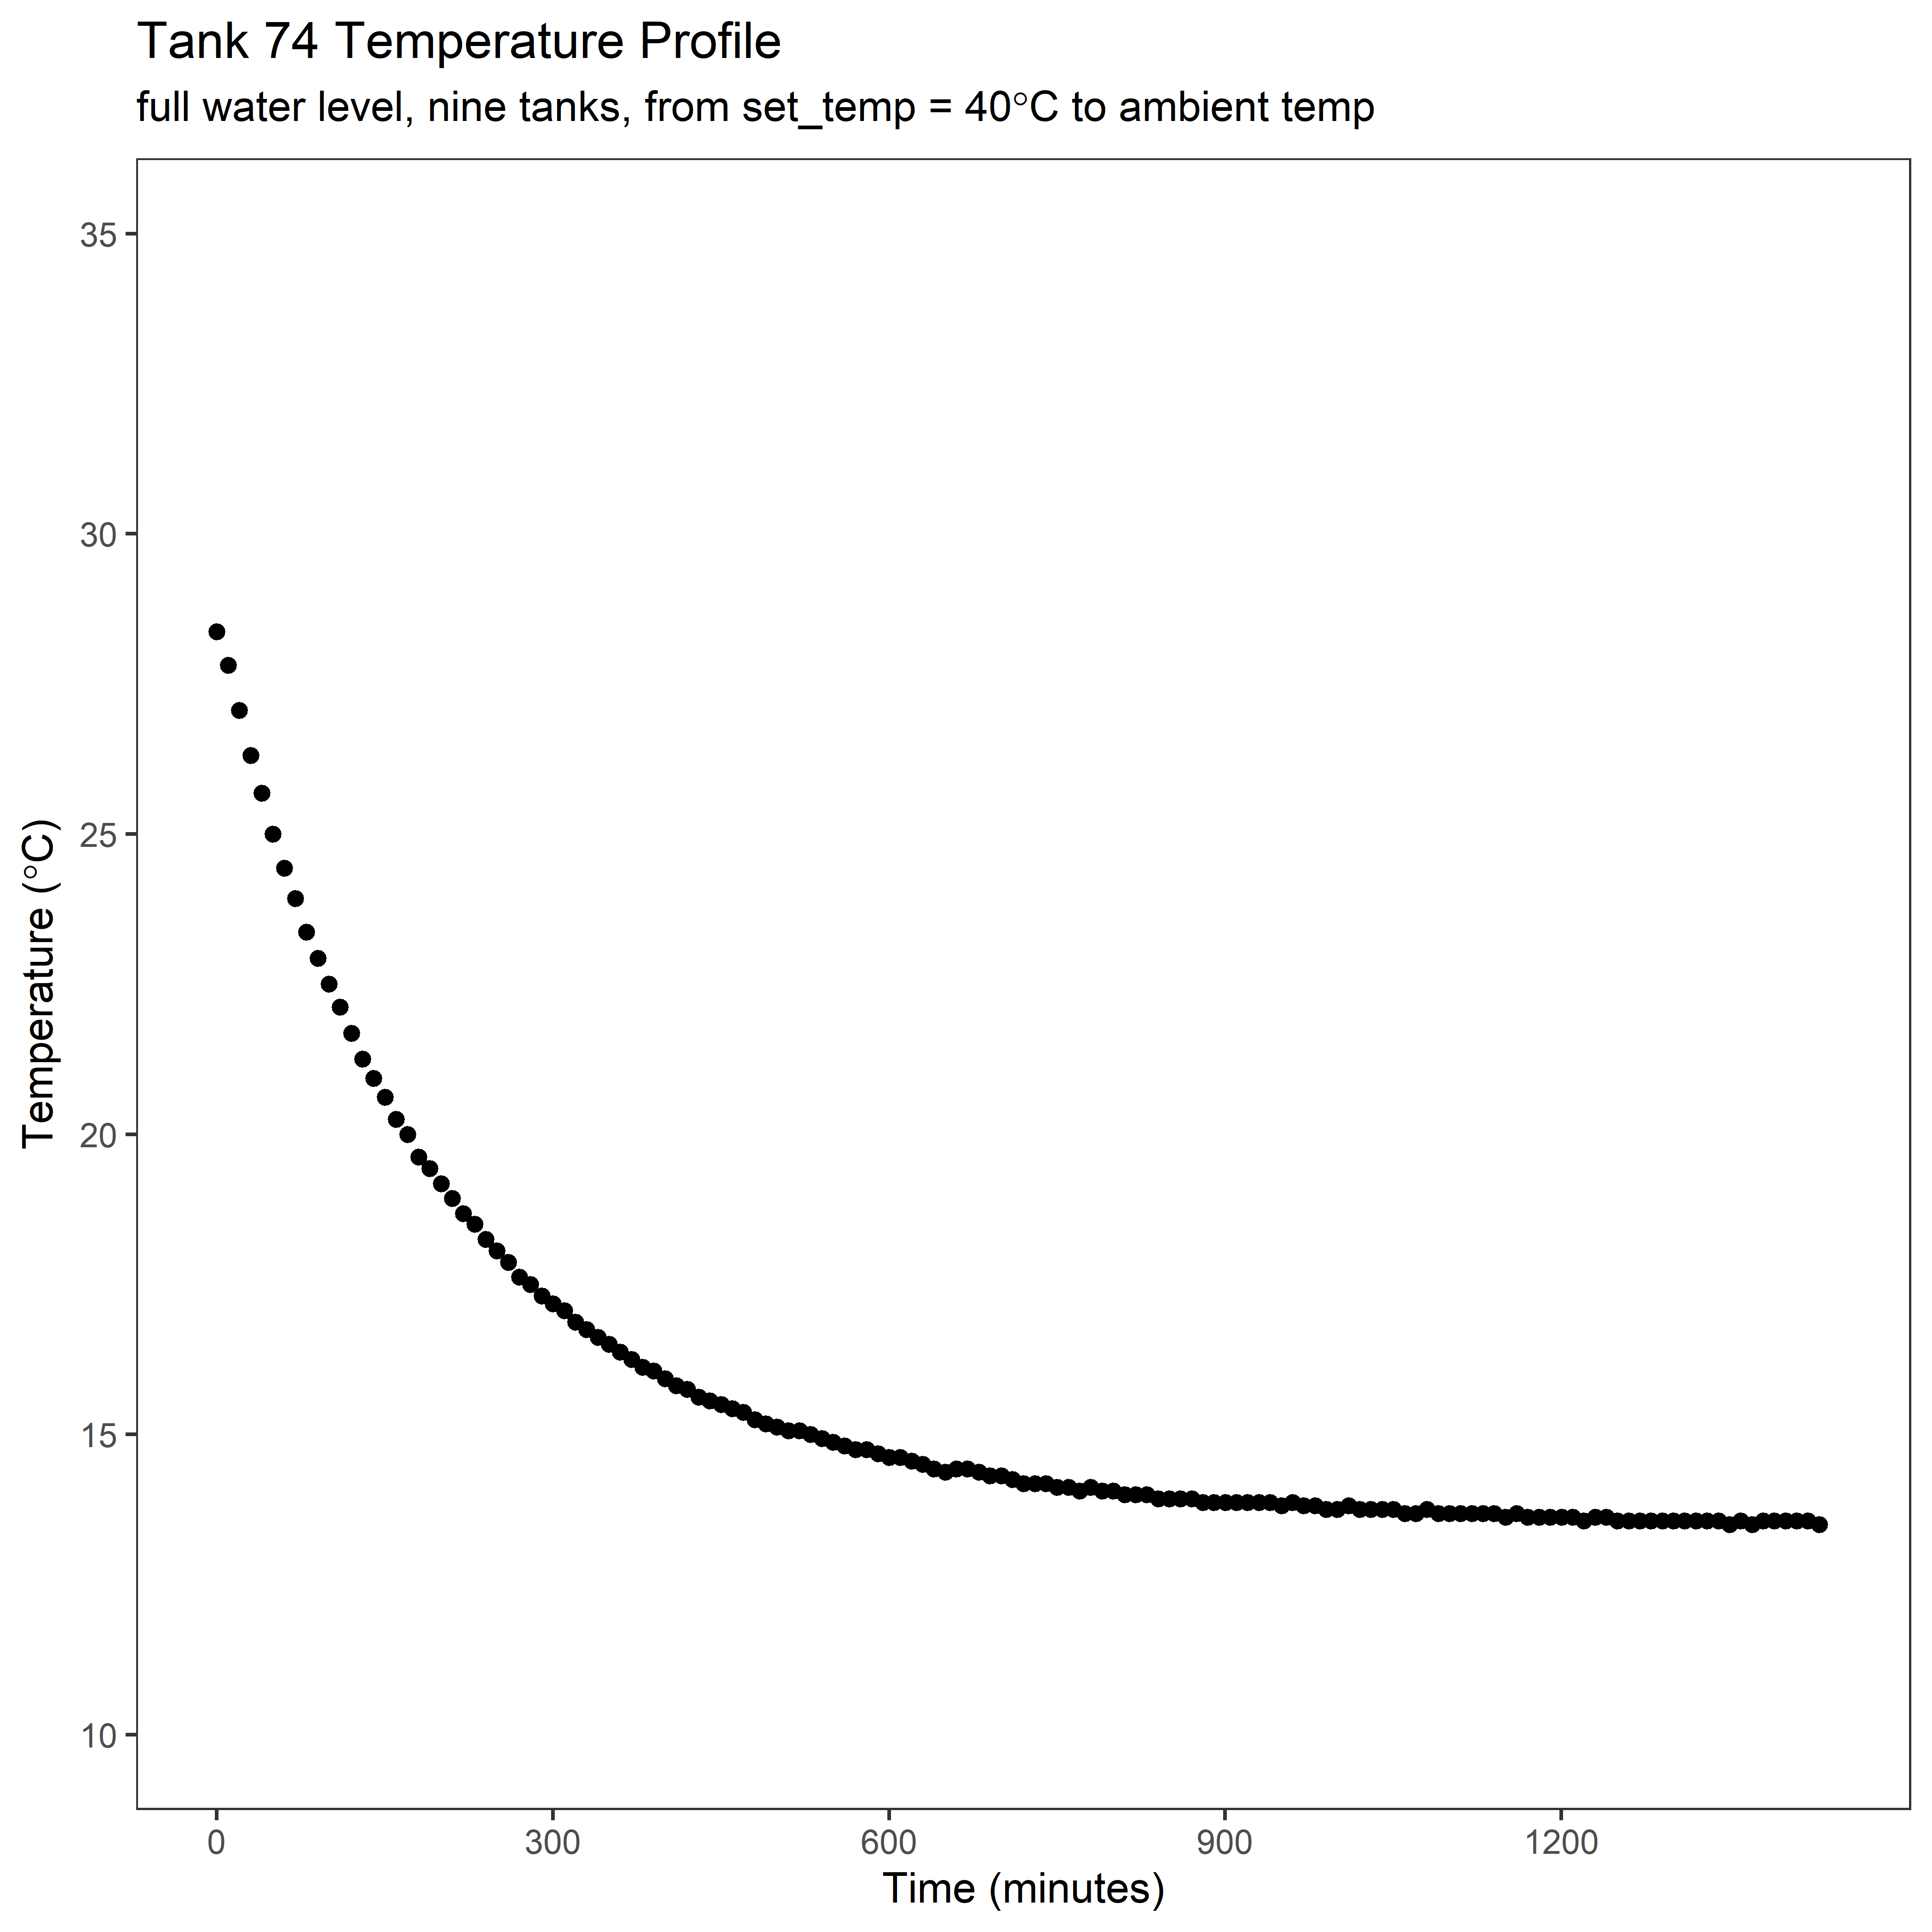 Tank 74 Temperature Profile
full water level, nine tanks, from set_temp = 40°C to ambient temp
35
30
25
20
15
10
Temperature (°C)
0 300 600 900 1200
Time (minutes)